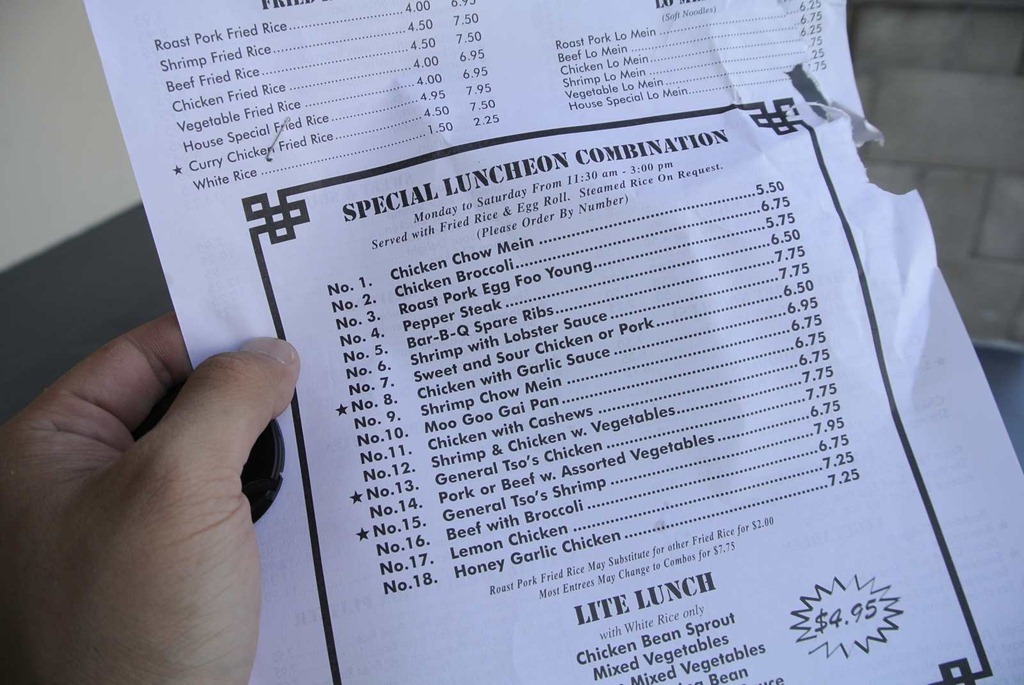 Roast Pork Fried Rice 4.00 6.95
Shrimp Fried Rice 4.50 7.50
Beef Fried Rice 4.50 7.50
Chicken Fried Rice 4.00 6.95
Vegetable Fried Rice 4.00 6.95
House Special Fried Rice 4.95 7.95
★ Curry Chicken Fried Rice 4.50 7.50
White Rice 1.50 2.25
(Soft Noodles)
Roast Pork Lo Mein 6.25
Beef Lo Mein 6.75
Chicken Lo Mein 6.25
Shrimp Lo Mein .75
Vegetable Lo Mein .25
House Special Lo Mein .75
SPECIAL LUNCHEON COMBINATION
Monday to Saturday From 11:30 am - 3:00 pm
Served with Fried Rice & Egg Roll. Steamed Rice On Request.
(Please Order By Number)
No. 1. Chicken Chow Mein 5.50
No. 2. Chicken Broccoli 6.75
No. 3. Roast Pork Egg Foo Young 5.75
No. 4. Pepper Steak 6.50
No. 5. Bar-B-Q Spare Ribs 7.75
No. 6. Shrimp with Lobster Sauce 7.75
No. 7. Sweet and Sour Chicken or Pork 6.50
★ No. 8. Chicken with Garlic Sauce 6.95
No. 9. Shrimp Chow Mein 6.75
No.10. Moo Goo Gai Pan 6.75
No.11. Chicken with Cashews 6.75
No.12. Shrimp & Chicken w. Vegetables 7.75
★ No.13. General Tso's Chicken 7.75
No.14. Pork or Beef w. Assorted Vegetables 6.75
★ No.15. General Tso's Shrimp 7.95
No.16. Beef with Broccoli 6.75
No.17. Lemon Chicken 7.25
No.18. Honey Garlic Chicken 7.25
Roast Pork Fried Rice May Substitute for other Fried Rice for $2.00
Most Entrees May Change to Combos for $7.75
LITE LUNCH
with White Rice only
$4.95
Chicken Bean Sprout
Mixed Vegetables
Mixed Vegetables
Bean